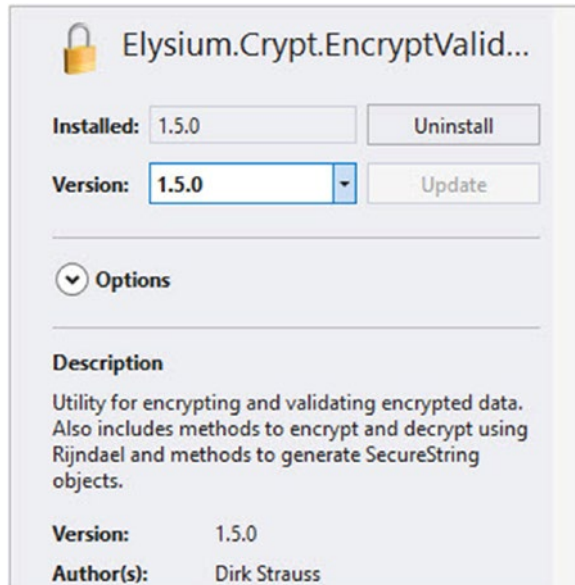 Elysium.Crypt.EncryptValid...
Installed: 1.5.0 Uninstall
Version: 1.5.0 Update
Options
Description
Utility for encrypting and validating encrypted data.
Also includes methods to encrypt and decrypt using
Rijndael and methods to generate SecureString
objects.
Version: 1.5.0
Author(s): Dirk Strauss